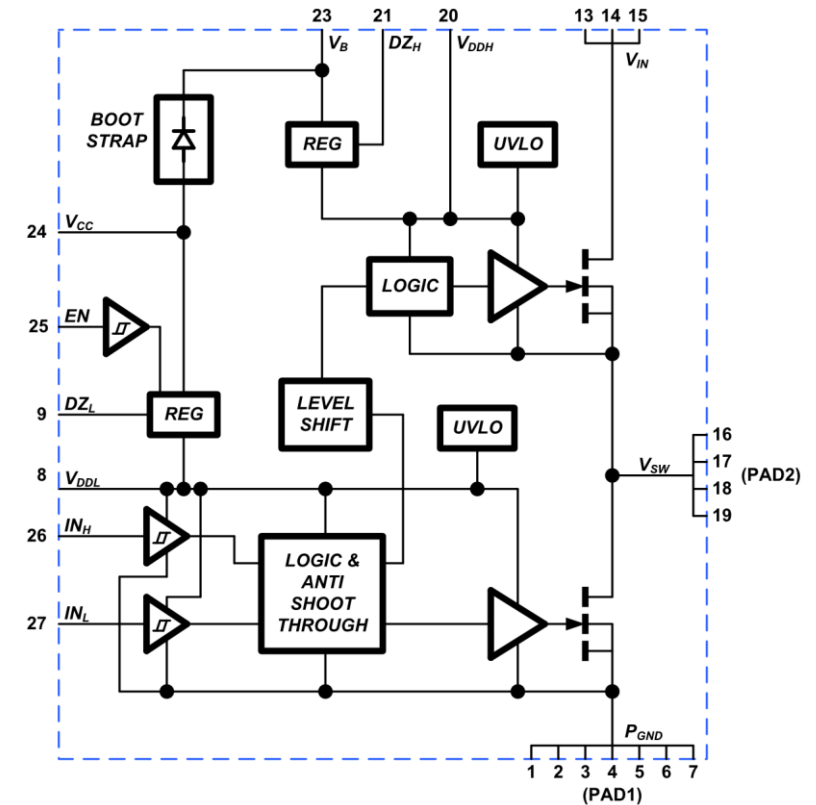 23 21 20 13 14 15
VB DZH VDDH VIN
BOOT
STRAP
REG UVLO
24 VCC
LOGIC
25 EN
LEVEL
SHIFT
9 DZL REG
UVLO
16
17
18
19
VSW (PAD2)
8 VDDL
26 INH
LOGIC &
ANTI
SHOOT
THROUGH
27 INL
PGND
1 2 3 4 5 6 7
(PAD1)